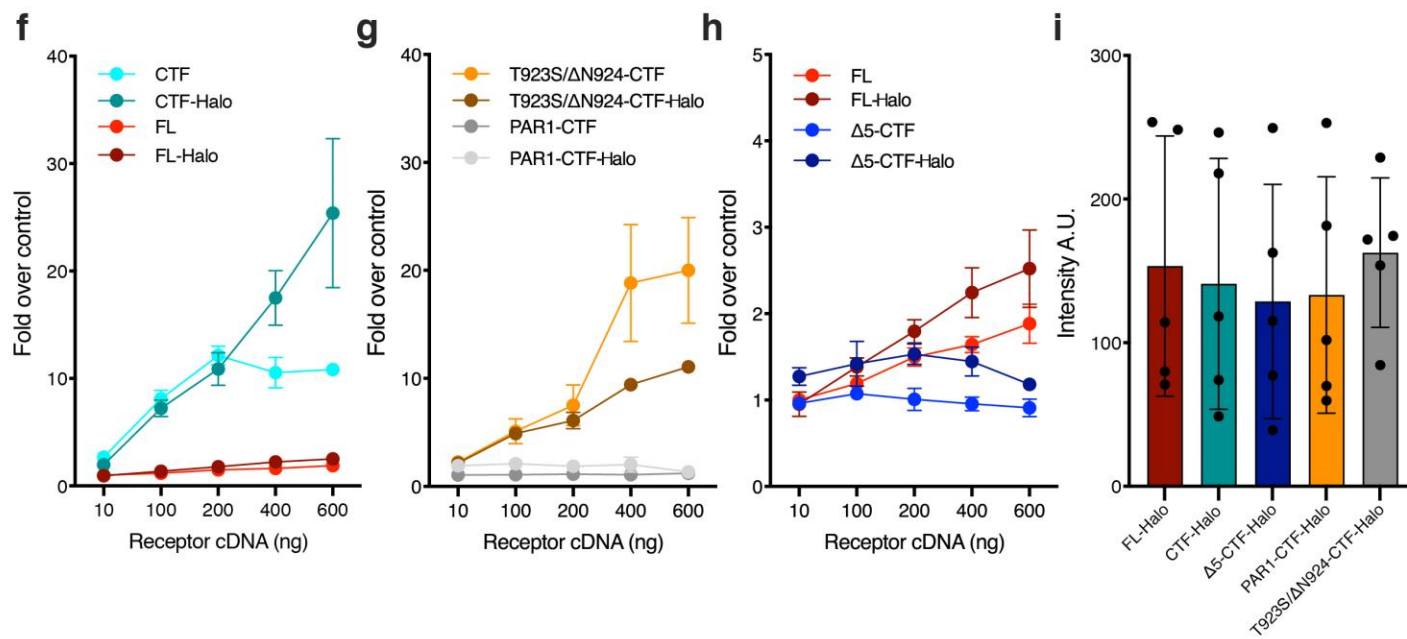 f
40
30
20
10
0
Fold over control
CTF
CTF-Halo
FL
FL-Halo
10 100 200 400 600
Receptor cDNA (ng)
g
40
30
20
10
0
Fold over control
T923S/ΔN924-CTF
T923S/ΔN924-CTF-Halo
PAR1-CTF
PAR1-CTF-Halo
10 100 200 400 600
Receptor cDNA (ng)
h
5
4
3
2
1
0
Fold over control
FL
FL-Halo
Δ5-CTF
Δ5-CTF-Halo
10 100 200 400 600
Receptor cDNA (ng)
i
300
200
100
0
Intensity A.U.
FL-Halo
CTF-Halo
Δ5-CTF-Halo
PAR1-CTF-Halo
T923S/ΔN924-CTF-Halo